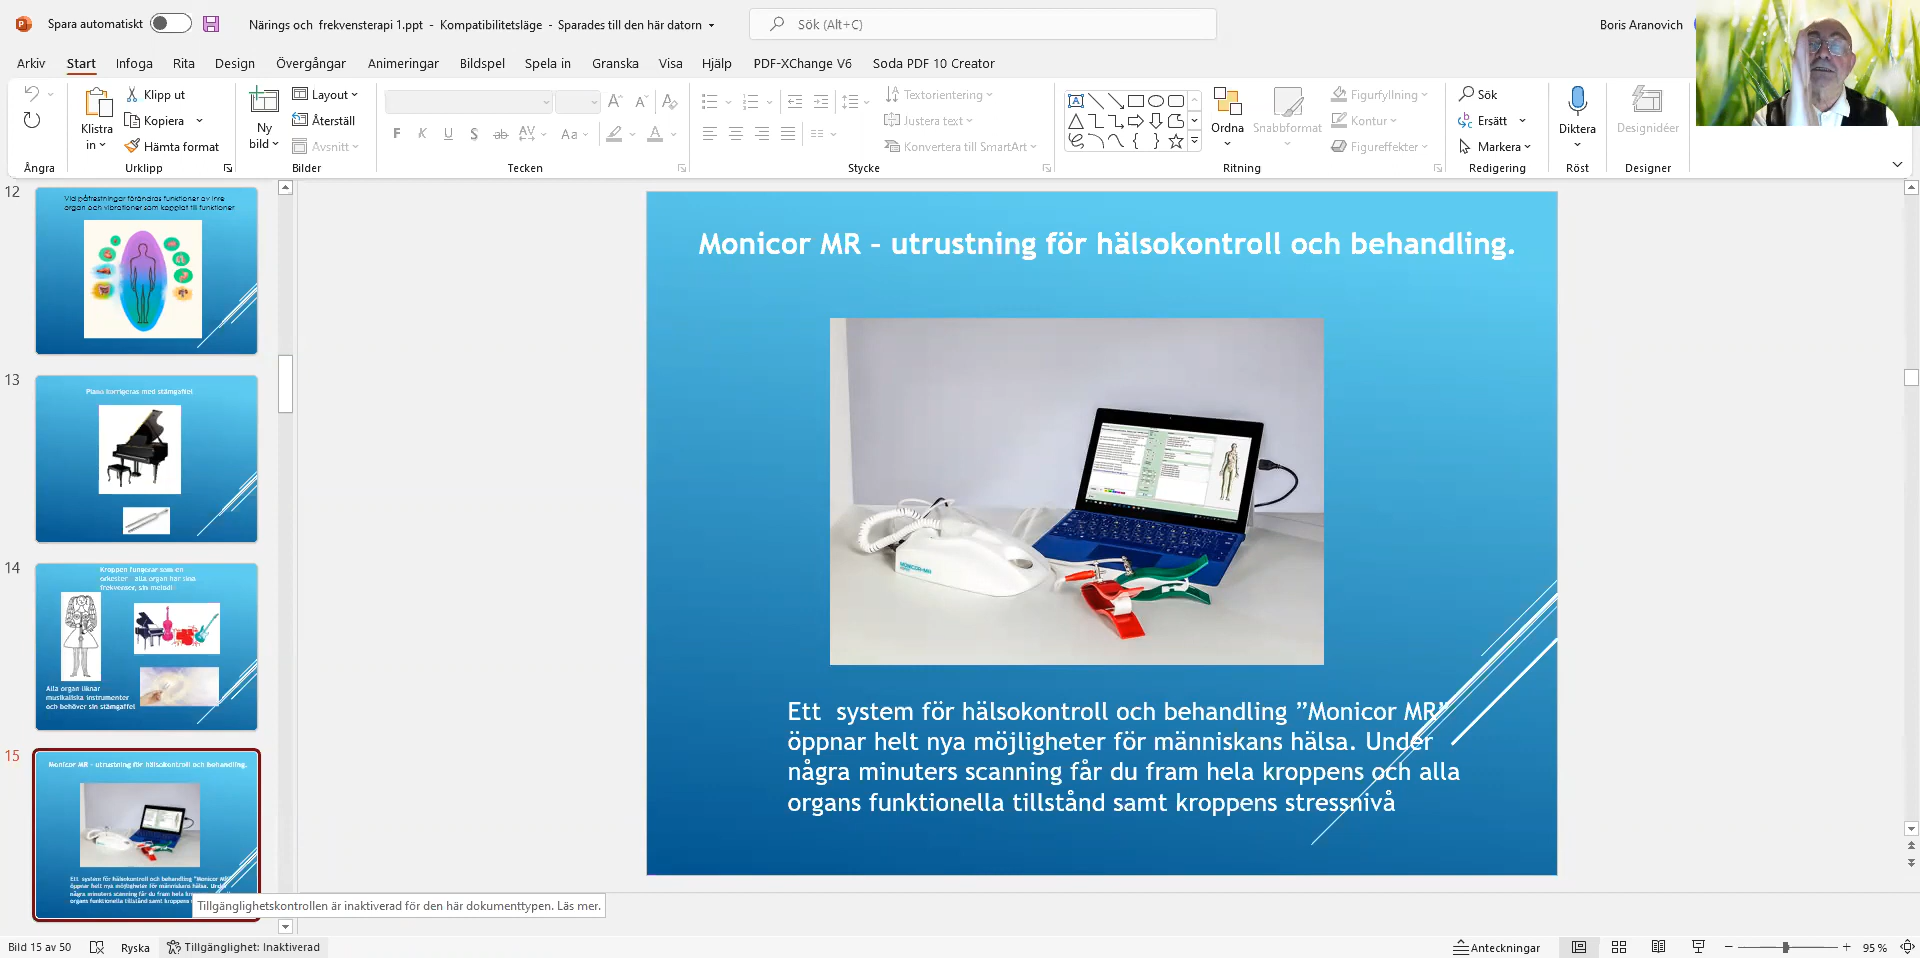 Spara automatiskt
Närings och frekvensterapi 1.ppt - Kompatibilitetsläge - Sparades till den här datorn
Sök (Alt+C)
Boris Aranovich
Arkiv Start Infoga Rita Design Övergångar Animeringar Bildspel Spela in Granska Visa Hjälp PDF-XChange V6 Soda PDF 10 Creator
Ångra
Klistra
in
Klipp ut
Kopiera
Hämta format
Urklipp
Ny
bild
Layout
Återställ
Avsnitt
Bilder
F K U S ab AV Aa
Tecken
Textorientering
Justera text
Konvertera till SmartArt
Stycke
Ordna
Snabbformat
Figurfyllning
Kontur
Figureffekter
Ritning
Sök
Ersätt
Markera
Redigering
Diktera
Röst
Designidéer
Designer
12
Vid påfrestningar förändras funktioner av inre
organ och vibrationer som kopplat till funktioner
13
Piano korrigeras med stämgaffel
14
Kroppen fungerar som en
orkester - alla organ har sina
frekvenser, sin melodi
Alla organ liknar
musikaliska instrumenter
och behöver sin stämgaffel
15
Monicor MR - utrustning för hälsokontroll och behandling.
Ett system för hälsokontroll och behandling "Monicor MR"
öppnar helt nya möjligheter för människans hälsa. Under
några minuters scanning får du fram hela
organs funktionella tillstånd samt kroppens
Monicor MR – utrustning för hälsokontroll och behandling.
MONICOR-MR
Ett system för hälsokontroll och behandling ”Monicor MR”
öppnar helt nya möjligheter för människans hälsa. Under
några minuters scanning får du fram hela kroppens och alla
organs funktionella tillstånd samt kroppens stressnivå
Tillgänglighetskontrollen är inaktiverad för den här dokumenttypen. Läs mer.
Bild 15 av 50
Ryska
Tillgänglighet: Inaktiverad
Anteckningar
95 %